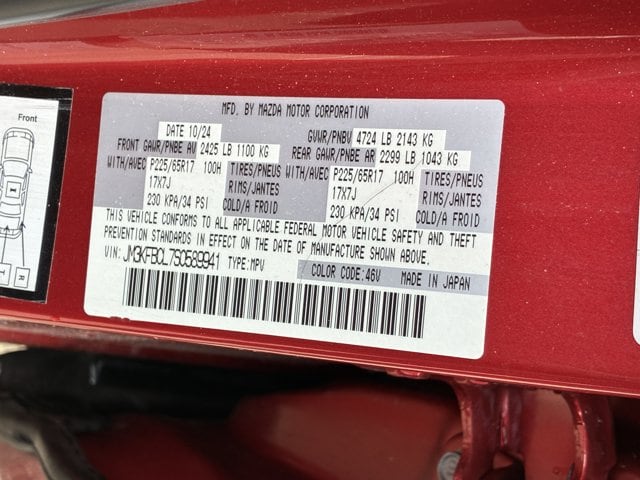 Front
MFD. BY MAZDA MOTOR CORPORATION
DATE 10/24 GVWR/PNBV 4724 LB 2143 KG
FRONT GAWR/PNBE AV 2425 LB 1100 KG REAR GAWR/PNBE AR 2299 LB 1043 KG
WITH/AVEC P225/65R17 100H TIRES/PNEUS WITH/AVEC P225/65R17 100H TIRES/PNEUS
17X7J RIMS/JANTES 17X7J RIMS/JANTES
230 KPA/34 PSI COLD/A FROID 230 KPA/34 PSI COLD/A FROID
THIS VEHICLE CONFORMS TO ALL APPLICABLE FEDERAL MOTOR VEHICLE SAFETY AND THEFT
PREVENTION STANDARDS IN EFFECT ON THE DATE OF MANUFACTURE SHOWN ABOVE.
VIN: JM3KFBCL7S0589941 TYPE:MPV COLOR CODE:46V MADE IN JAPAN